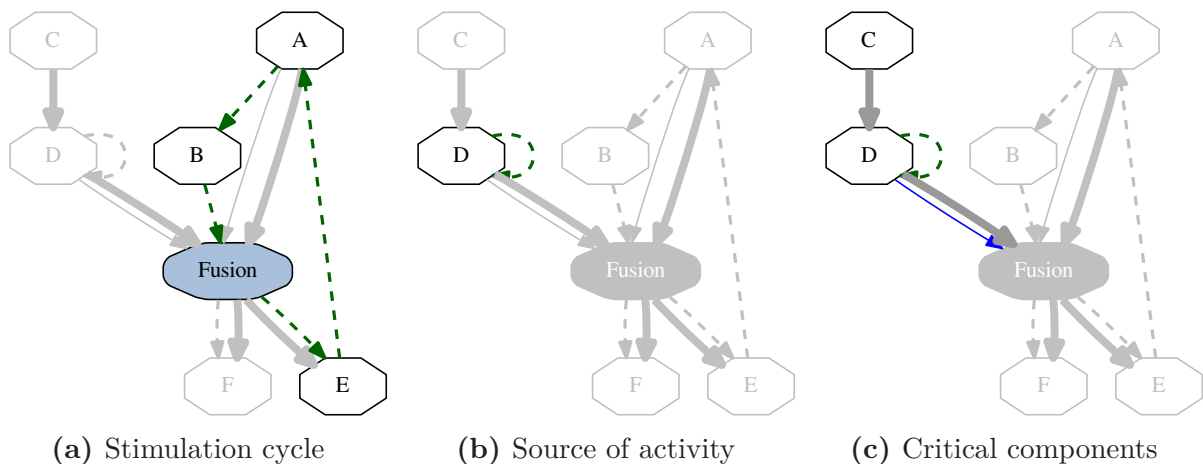 C
A
D
B
Fusion
F
E
(a) Stimulation cycle
C
A
D
B
Fusion
F
E
(b) Source of activity
C
A
D
B
Fusion
F
E
(c) Critical components